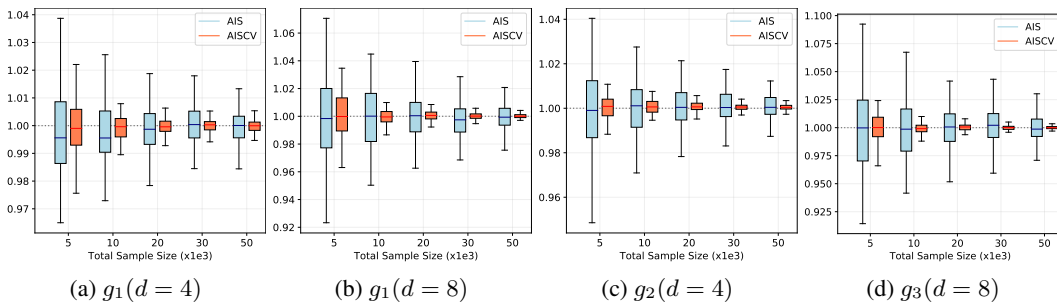 1.04
1.03
1.02
1.01
1.00
0.99
0.98
0.97
AIS
AISCV
5 10 20 30 50
Total Sample Size (x1e3)
(a) g₁(d = 4)
1.06
1.04
1.02
1.00
0.98
0.96
0.94
0.92
AIS
AISCV
5 10 20 30 50
Total Sample Size (x1e3)
(b) g₁(d = 8)
1.04
1.02
1.00
0.98
0.96
AIS
AISCV
5 10 20 30 50
Total Sample Size (x1e3)
(c) g₂(d = 4)
1.100
1.075
1.050
1.025
1.000
0.975
0.950
0.925
AIS
AISCV
5 10 20 30 50
Total Sample Size (x1e3)
(d) g₃(d = 8)